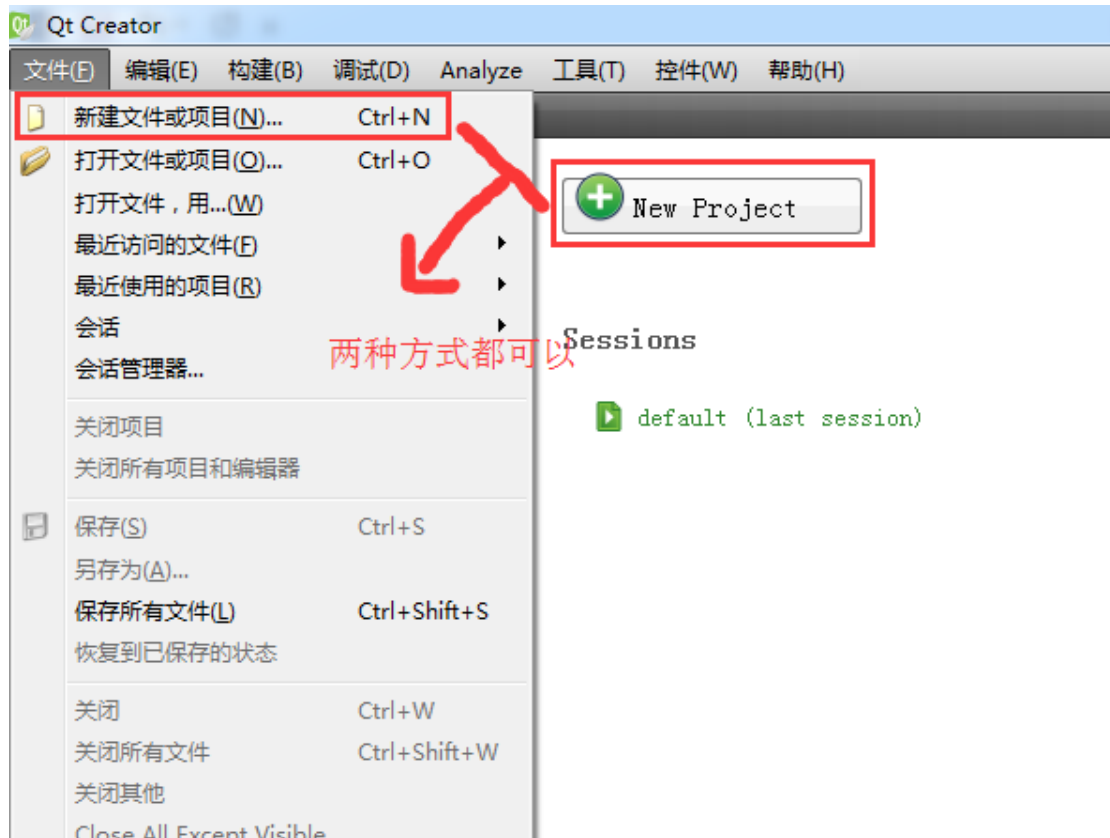 Qt Creator
文件(F) 编辑(E) 构建(B) 调试(D) Analyze 工具(T) 控件(W) 帮助(H)
新建文件或项目(N)... Ctrl+N
打开文件或项目(O)... Ctrl+O
打开文件，用...(W)
最近访问的文件(F)
最近使用的项目(R)
会话
会话管理器...
关闭项目
关闭所有项目和编辑器
保存(S) Ctrl+S
另存为(A)...
保存所有文件(L) Ctrl+Shift+S
恢复到已保存的状态
关闭 Ctrl+W
关闭所有文件 Ctrl+Shift+W
关闭其他
Close All Except Visible
New Project
两种方式都可以
Sessions
default (last session)